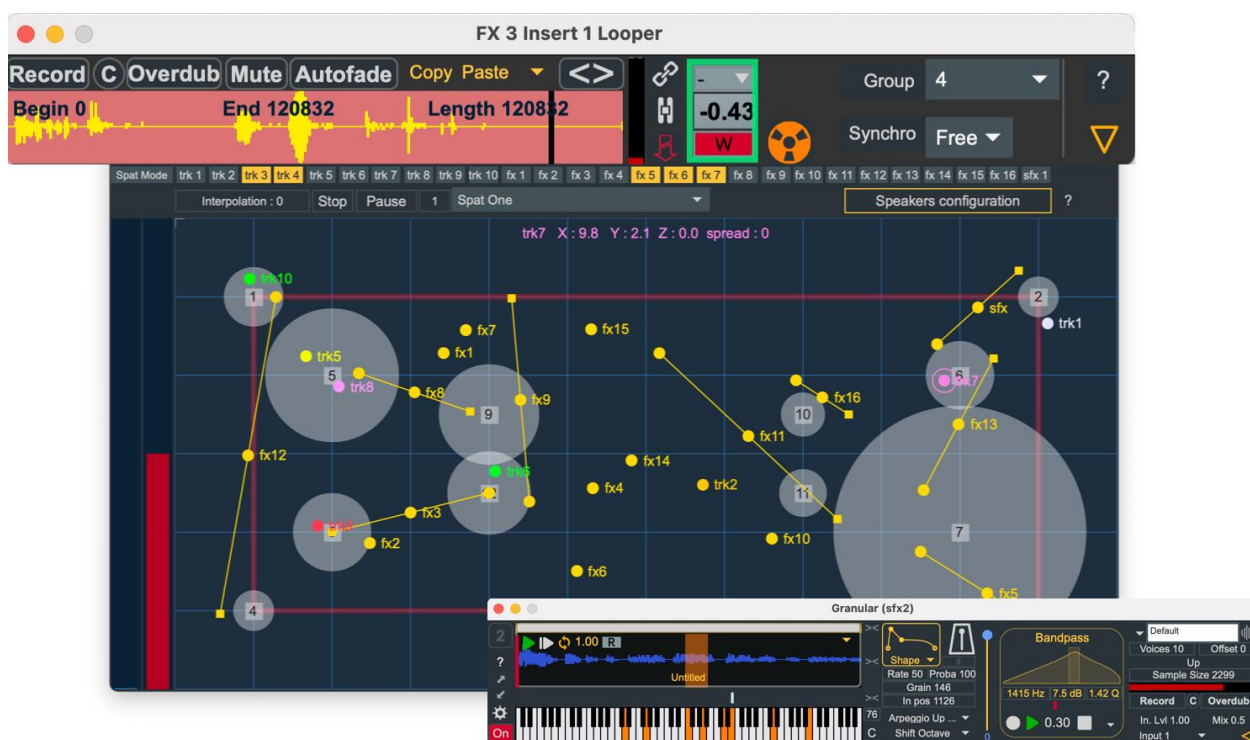 FX 3 Insert 1 Looper
Record C Overdub Mute Autofade Copy Paste <>
Group 4 ?
Begin 0 End 120832 Length 120832
-
-0.43
W
Synchro Free
Spat Mode trk 1 trk 2 trk 3 trk 4 trk 5 trk 6 trk 7 trk 8 trk 9 trk 10 fx 1 fx 2 fx 3 fx 4 fx 5 fx 6 fx 7 fx 8 fx 9 fx 10 fx 11 fx 12 fx 13 fx 14 fx 15 fx 16 sfx 1
Interpolation : 0 Stop Pause 1 Spat One Speakers configuration ?
trk7 X : 9.8 Y : 2.1 Z : 0.0 spread : 0
trk10
1 2
sfx
trk1
fx7 fx15
fx1
trk5
5 6
trk8
fx8 fx9 fx16
9 10
fx13
fx11
fx12 fx14
trk6
fx4 trk2
11
fx3
7
fx2 fx10
fx6
fx5
4
Granular (sfx2)
2 1.00 R
Untitled
?
On
><
><
><
76
C
Shape
Rate 50 Proba 100
Grain 146
In pos 1126
Arpeggio Up ...
Shift Octave
0
Bandpass
1415 Hz 7.5 dB 1.42 Q
0.30
Default
Voices 10 Offset 0
Up
Sample Size 2299
Record C Overdub
In. Lvl 1.00 Mix 0.5
Input 1